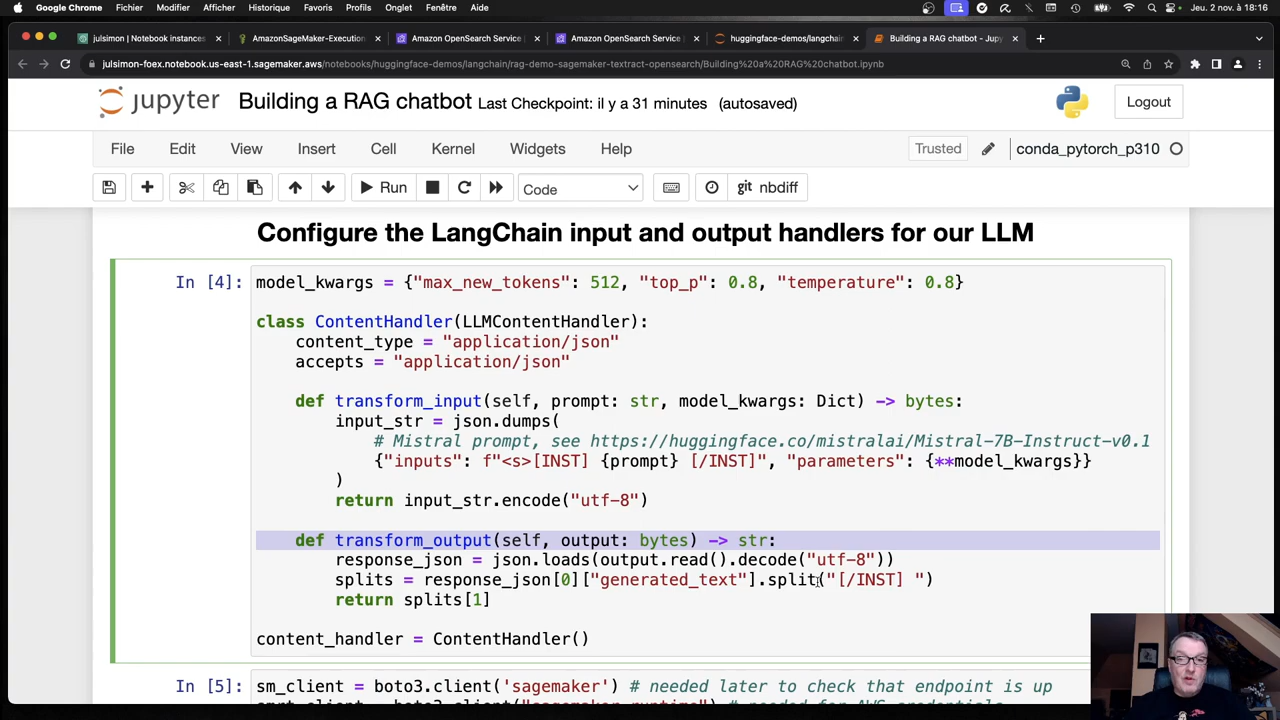 Google Chrome Fichier Modifier Afficher Historique Favoris Profils Onglet Fenêtre Aide Jeu. 2 nov. à 18:16
julsimon | Notebook instances AmazonSageMaker-Execution Amazon OpenSearch Service Amazon OpenSearch Service huggingface-demos/langchain Building a RAG chatbot - Jupy
julsimon-foex.notebook.us-east-1.sagemaker.aws/notebooks/huggingface-demos/langchain/rag-demo-sagemaker-textract-opensearch/Building%20a%20RAG%20chatbot.ipynb
jupyter Building a RAG chatbot Last Checkpoint: il y a 31 minutes (autosaved) Logout
File Edit View Insert Cell Kernel Widgets Help Trusted conda_pytorch_p310
Run Code git nbdiff
Configure the LangChain input and output handlers for our LLM
In [4]: model_kwargs = {"max_new_tokens": 512, "top_p": 0.8, "temperature": 0.8}
class ContentHandler(LLMContentHandler):
content_type = "application/json"
accepts = "application/json"
def transform_input(self, prompt: str, model_kwargs: Dict) -> bytes:
input_str = json.dumps(
# Mistral prompt, see https://huggingface.co/mistralai/Mistral-7B-Instruct-v0.1
{"inputs": f"<s>[INST] {prompt} [/INST]", "parameters": {**model_kwargs}}
)
return input_str.encode("utf-8")
def transform_output(self, output: bytes) -> str:
response_json = json.loads(output.read().decode("utf-8"))
splits = response_json[0]["generated_text"].split("[/INST] ")
return splits[1]
content_handler = ContentHandler()
In [5]: sm_client = boto3.client('sagemaker') # needed later to check that endpoint is up